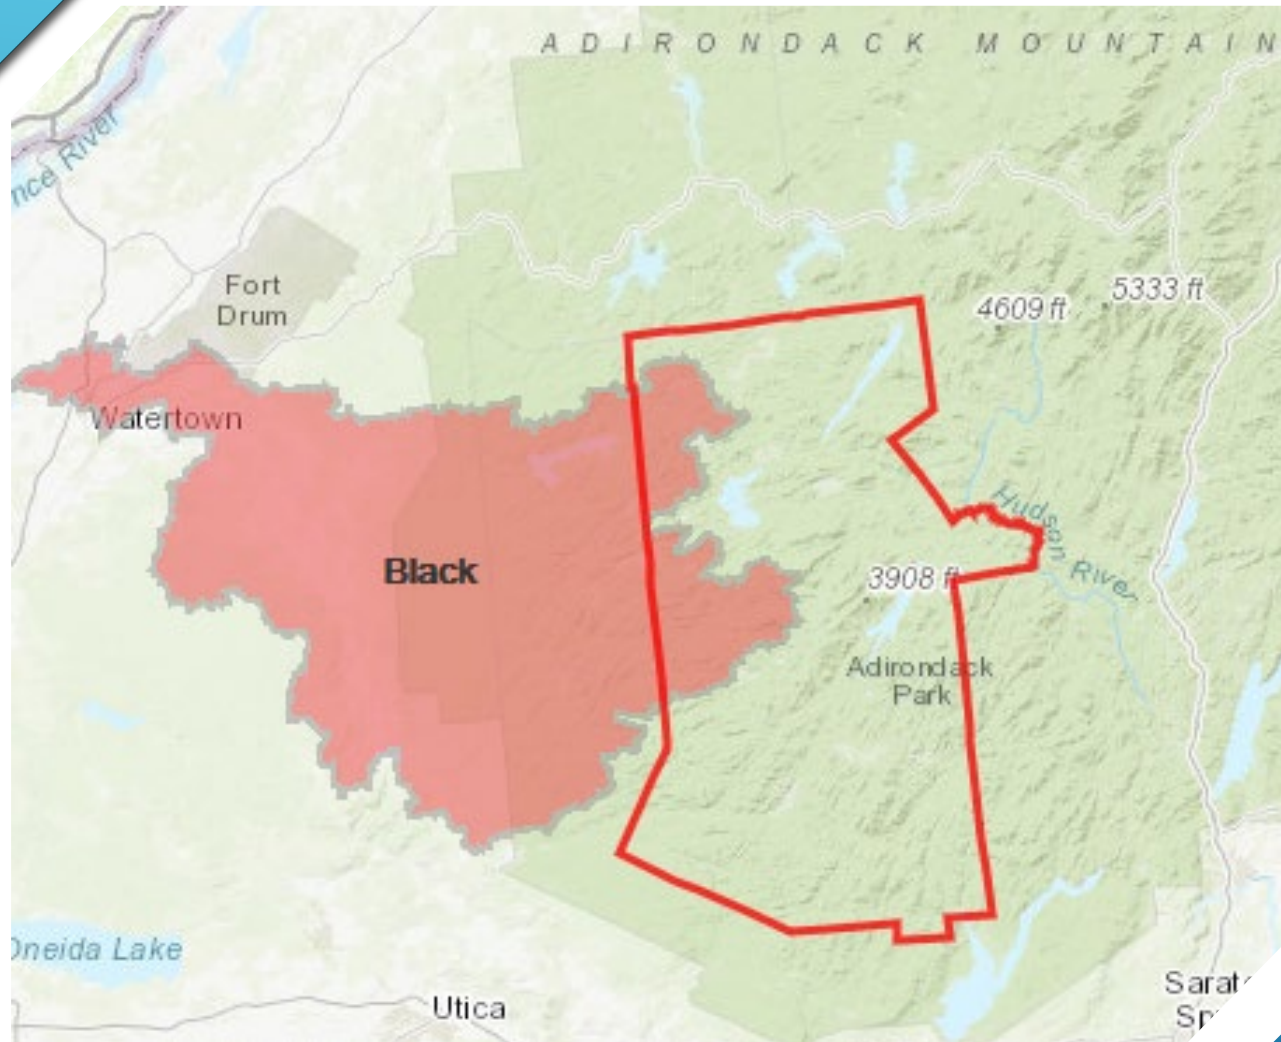 ADIRONDACK MOUNTAIN
nce River
Fort
Drum
4609 ft
5333 ft
Watertown
Hudson River
Black
3908 ft
Adirondack
Park
Oneida Lake
Utica
Sarat
Sp